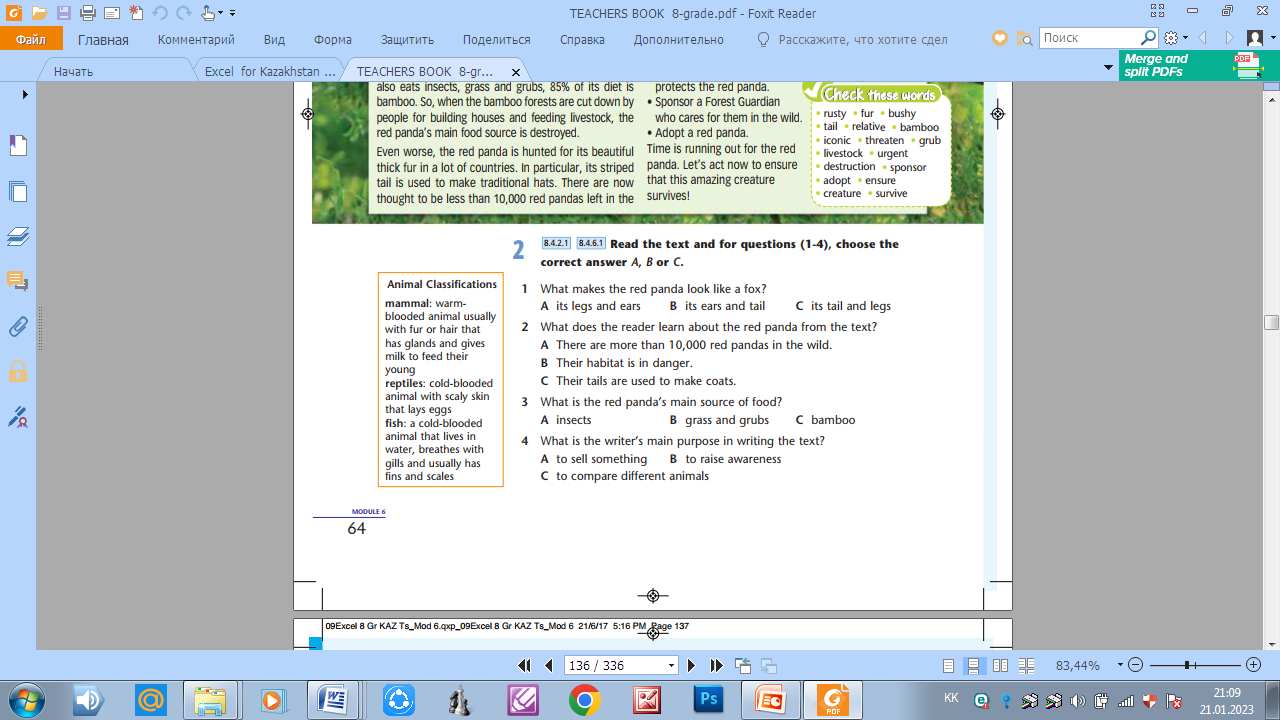 TEACHERS BOOK 8-grade.pdf - Foxit Reader
Файл Главная Комментарий Вид Форма Защитить Поделиться Справка Дополнительно Расскажите, что хотите сдел Поиск
Начать Excel for Kazakhstan ... TEACHERS BOOK 8-gr... Merge and split PDFs
also eats insects, grass and grubs, 85% of its diet is
bamboo. So, when the bamboo forests are cut down by
people for building houses and feeding livestock, the
red panda's main food source is destroyed.
Even worse, the red panda is hunted for its beautiful
thick fur in a lot of countries. In particular, its striped
tail is used to make traditional hats. There are now
thought to be less than 10,000 red pandas left in the
protects the red panda.
• Sponsor a Forest Guardian
who cares for them in the wild.
• Adopt a red panda.
Time is running out for the red
panda. Let's act now to ensure
that this amazing creature
survives!
Check these words
• rusty • fur • bushy
• tail • relative • bamboo
• iconic • threaten • grub
• livestock • urgent
• destruction • sponsor
• adopt • ensure
• creature • survive
2 8.4.2.1 8.4.6.1 Read the text and for questions (1-4), choose the
correct answer A, B or C.
Animal Classifications
mammal: warm-
blooded animal usually
with fur or hair that
has glands and gives
milk to feed their
young
reptiles: cold-blooded
animal with scaly skin
that lays eggs
fish: a cold-blooded
animal that lives in
water, breathes with
gills and usually has
fins and scales
1 What makes the red panda look like a fox?
A its legs and ears B its ears and tail C its tail and legs
2 What does the reader learn about the red panda from the text?
A There are more than 10,000 red pandas in the wild.
B Their habitat is in danger.
C Their tails are used to make coats.
3 What is the red panda's main source of food?
A insects B grass and grubs C bamboo
4 What is the writer's main purpose in writing the text?
A to sell something B to raise awareness
C to compare different animals
MODULE 6
64
09Excel 8 Gr KAZ Ts_Mod 6.qxp_09Excel 8 Gr KAZ Ts_Mod 6 21/6/17 5:16 PM Page 137
136 / 336 83,44%
KK 21:09
21.01.2023